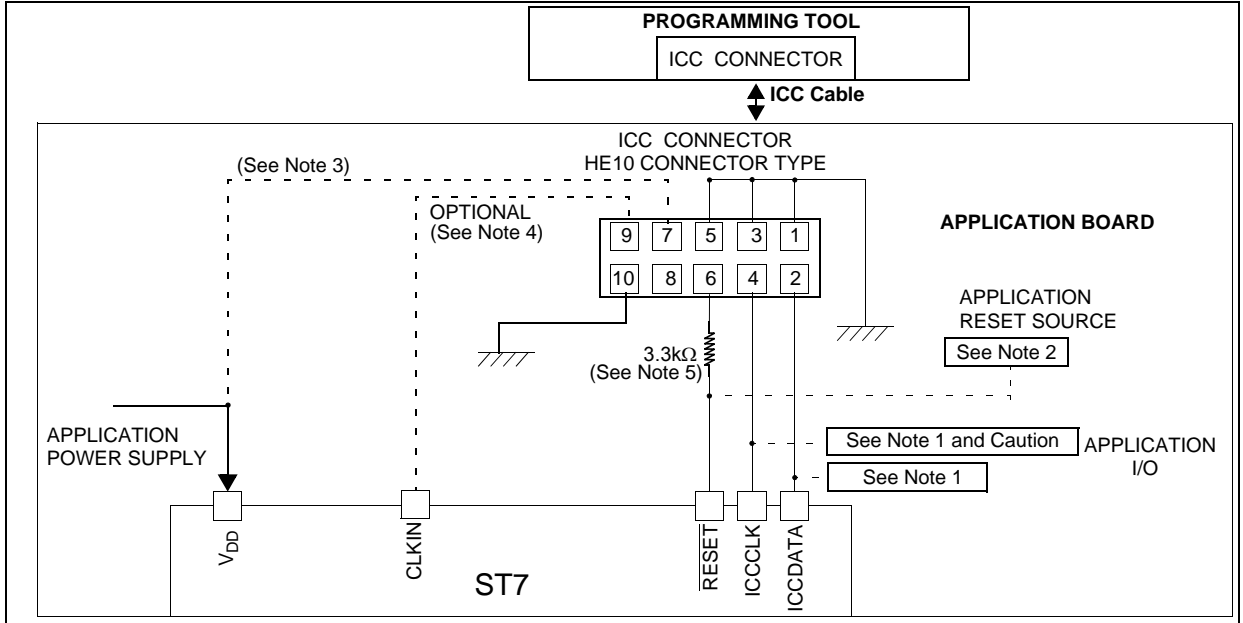 PROGRAMMING TOOL
ICC CONNECTOR
ICC Cable
ICC CONNECTOR
HE10 CONNECTOR TYPE
(See Note 3)
OPTIONAL
(See Note 4)
9 7 5 3 1
10 8 6 4 2
APPLICATION BOARD
APPLICATION
RESET SOURCE
See Note 2
3.3kΩ
(See Note 5)
APPLICATION
POWER SUPPLY
See Note 1 and Caution
See Note 1
APPLICATION
I/O
VDD
CLKIN
RESET
ICCCLK
ICCDATA
ST7